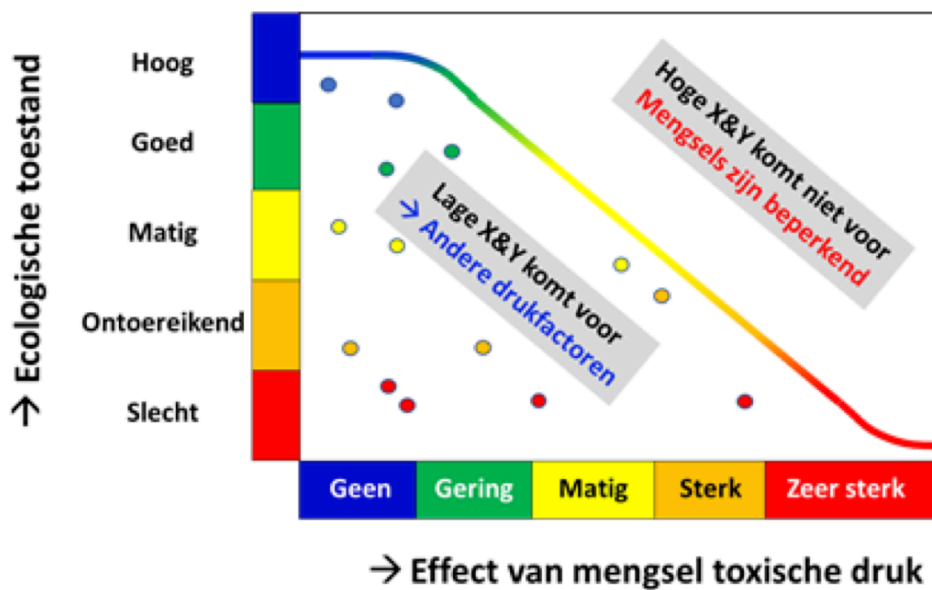 → Ecologische toestand
Hoog
Goed
Matig
Ontoereikend
Slecht
Hoge X&Y komt niet voor
Mengsels zijn beperkend
Lage X&Y komt voor
→ Andere drukfactoren
Geen
Gering
Matig
Sterk
Zeer sterk
→ Effect van mengsel toxische druk